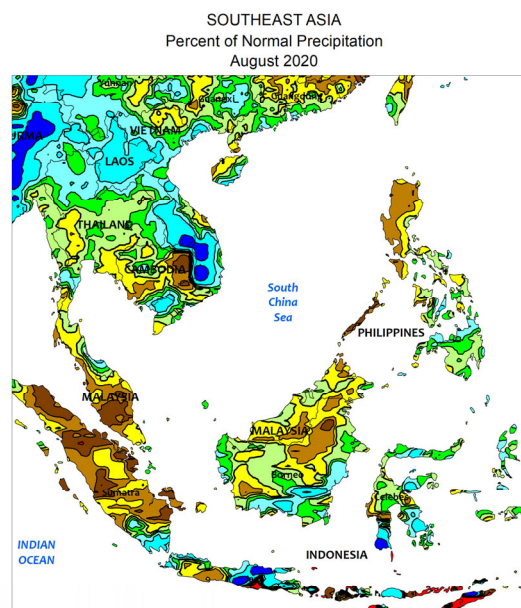 SOUTHEAST ASIA
Percent of Normal Precipitation
August 2020
Yunnan
Guangxi
Guangdong
URMA
VIETNAM
LAOS
THAILAND
CAMBODIA
South
China
Sea
PHILIPPINES
MALAYSIA
MALAYSIA
Borneo
Sumatra
Celebes
INDIAN
OCEAN
INDONESIA